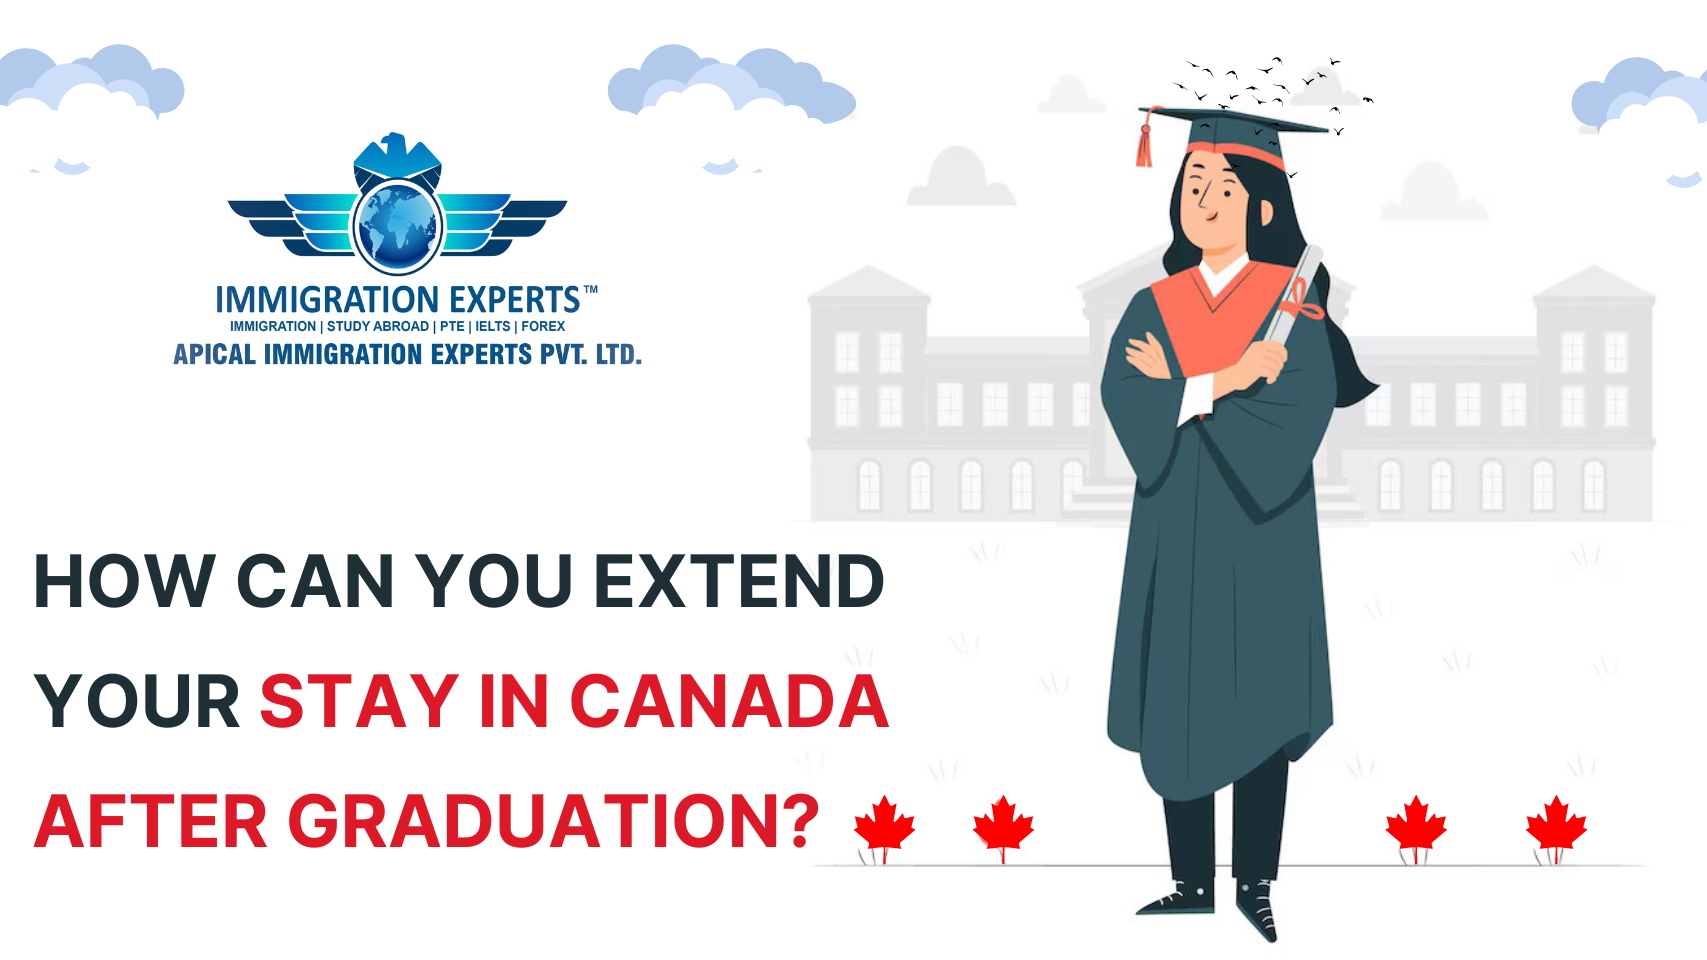 IMMIGRATION EXPERTS™
IMMIGRATION | STUDY ABROAD | PTE | IELTS | FOREX
APICAL IMMIGRATION EXPERTS PVT. LTD.
HOW CAN YOU EXTEND
YOUR STAY IN CANADA
AFTER GRADUATION?